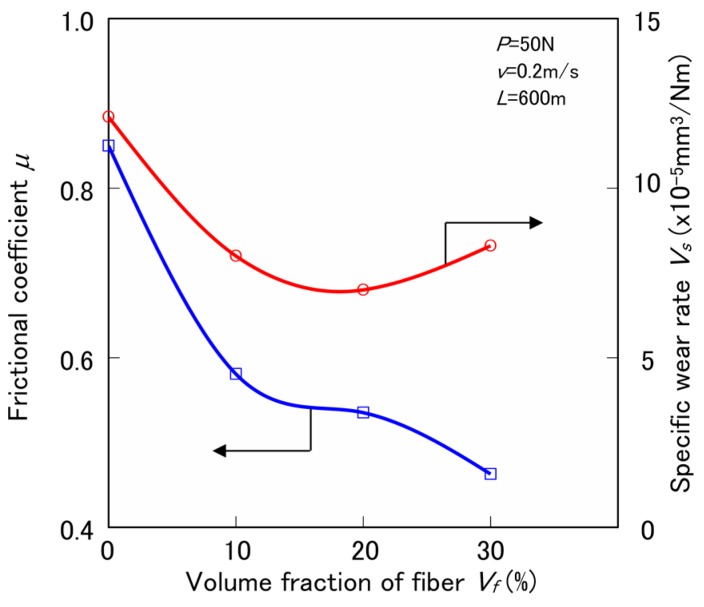 1.0
0.8
0.6
0.4
Frictional coefficient μ
15
10
5
0
Specific wear rate Vs (x10⁻⁵mm³/Nm)
P=50N
v=0.2m/s
L=600m
0 10 20 30
Volume fraction of fiber Vf (%)